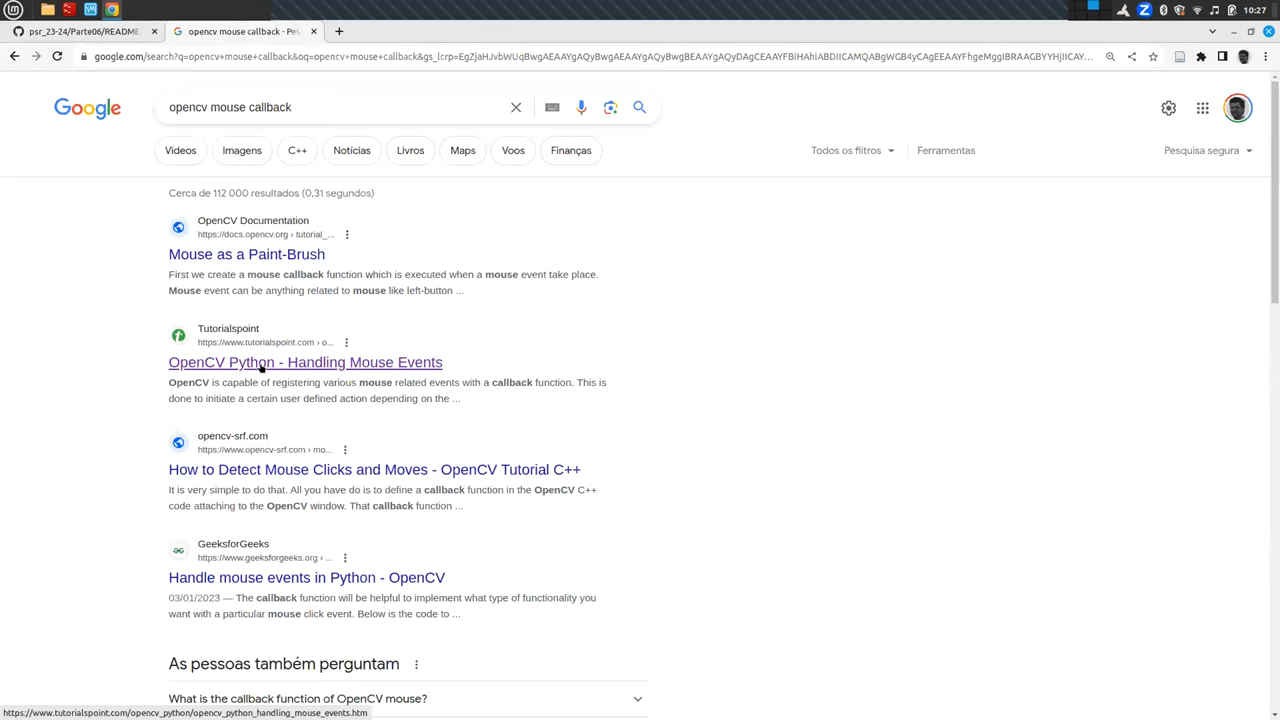 10:27
psr_23-24/Parte06/README.
opencv mouse callback - Pes
google.com/search?q=opencv+mouse+callback&oq=opencv+mouse+callback&gs_lcrp=EgZjaHJvbWUqBwgAEAAYgAQyBwgAEAAYgAQyBwgBEAAYgAQyDAgCEAAYFBiHAhiABDIICAMQABgWGB4yCAgEEAAYFhgeMggIBRAAGBYYHjIICAY...
Google
opencv mouse callback
Videos Imagens C++ Notícias Livros Maps Voos Finanças Todos os filtros Ferramentas Pesquisa segura
Cerca de 112 000 resultados (0,31 segundos)
OpenCV Documentation
https://docs.opencv.org › tutorial_...
Mouse as a Paint-Brush
First we create a mouse callback function which is executed when a mouse event take place.
Mouse event can be anything related to mouse like left-button ...
Tutorialspoint
https://www.tutorialspoint.com › o...
OpenCV Python - Handling Mouse Events
OpenCV is capable of registering various mouse related events with a callback function. This is
done to initiate a certain user defined action depending on the ...
opencv-srf.com
https://www.opencv-srf.com › mo...
How to Detect Mouse Clicks and Moves - OpenCV Tutorial C++
It is very simple to do that. All you have do is to define a callback function in the OpenCV C++
code attaching to the OpenCV window. That callback function ...
GeeksforGeeks
https://www.geeksforgeeks.org › ...
Handle mouse events in Python - OpenCV
03/01/2023 — The callback function will be helpful to implement what type of functionality you
want with a particular mouse click event. Below is the code to ...
As pessoas também perguntam
What is the callback function of OpenCV mouse?
https://www.tutorialspoint.com/opencv_python/opencv_python_handling_mouse_events.htm